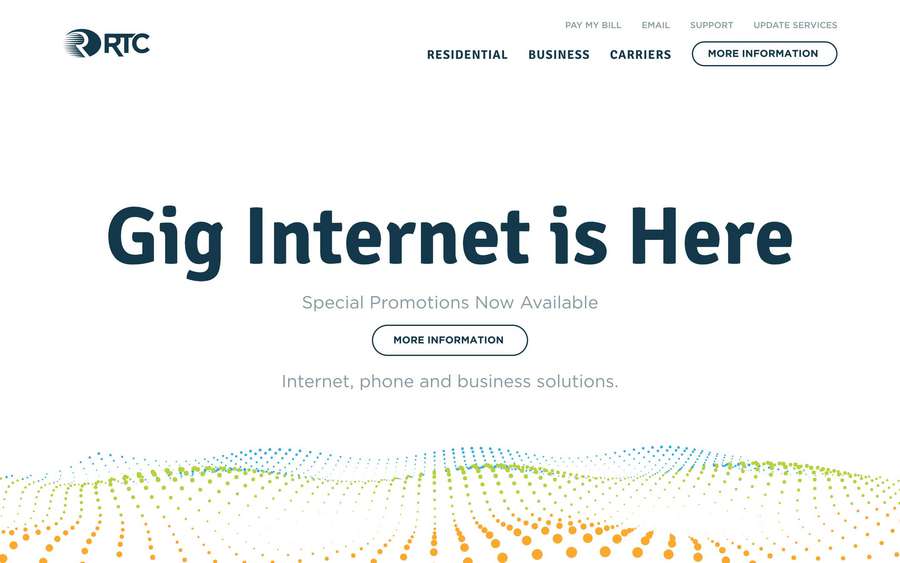 RTC
PAY MY BILL EMAIL SUPPORT UPDATE SERVICES
RESIDENTIAL BUSINESS CARRIERS MORE INFORMATION
Gig Internet is Here
Special Promotions Now Available
MORE INFORMATION
Internet, phone and business solutions.